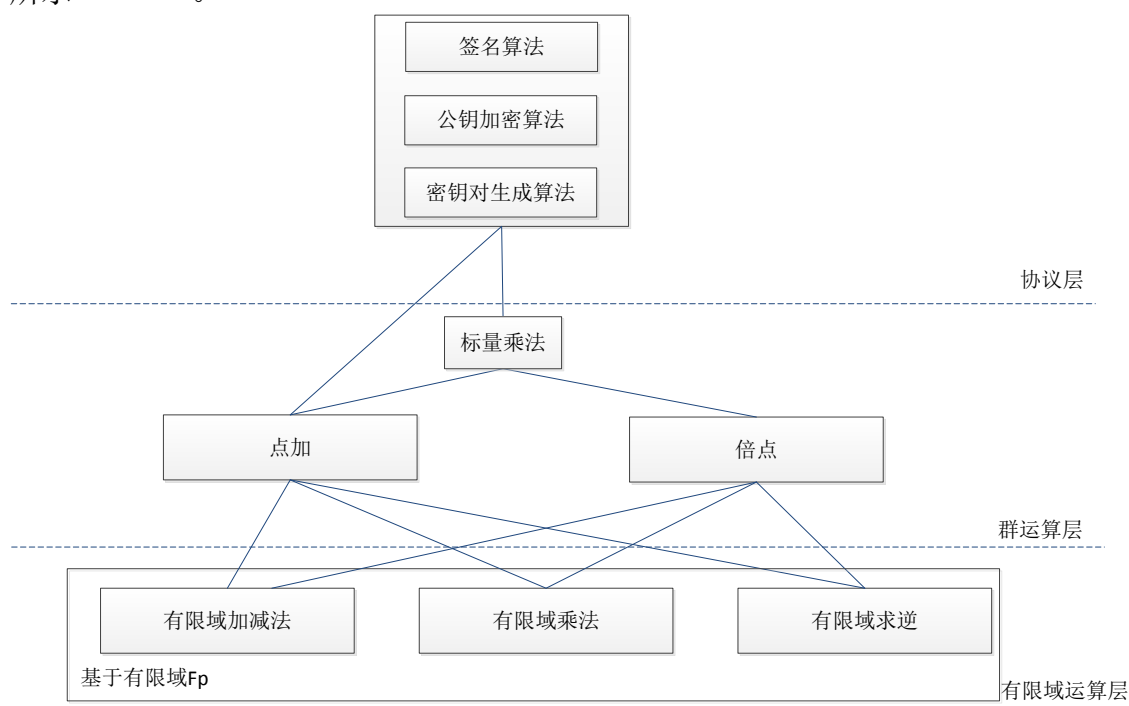 签名算法
公钥加密算法
密钥对生成算法
协议层
标量乘法
点加
倍点
群运算层
有限域加减法
有限域乘法
有限域求逆
基于有限域Fp
有限域运算层